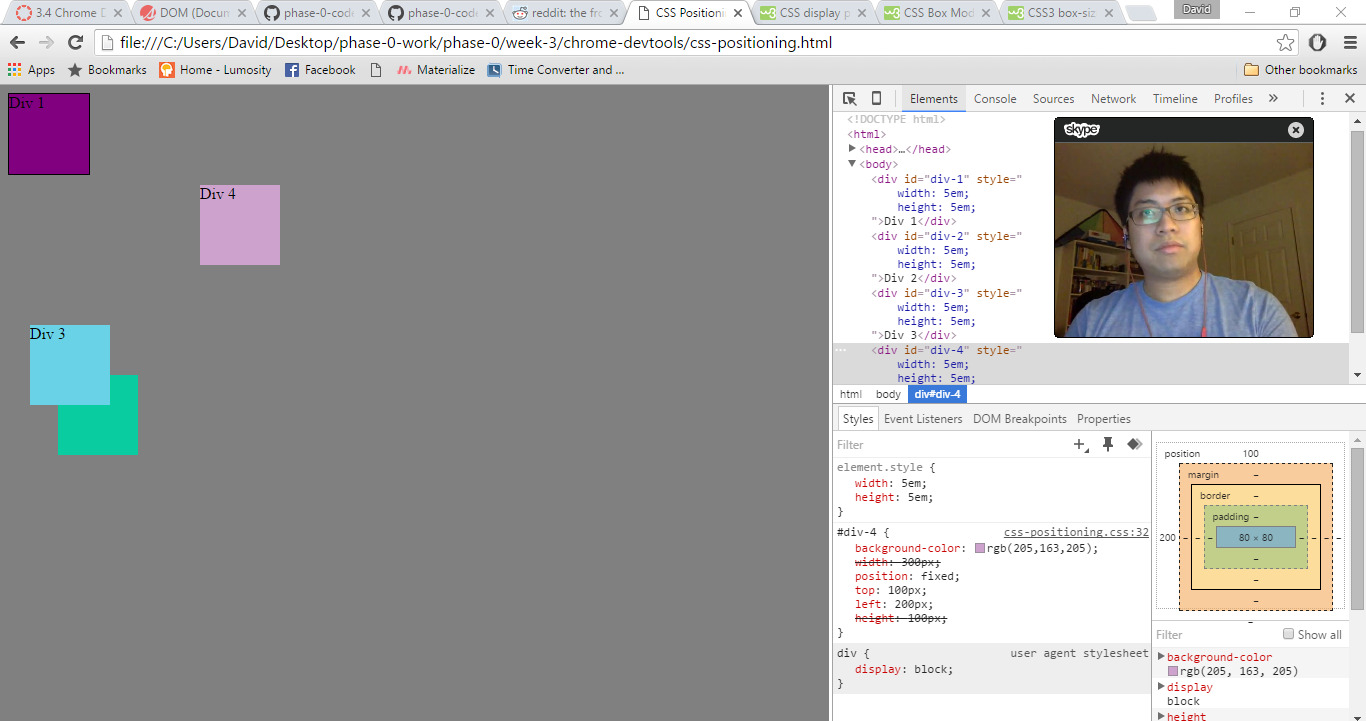 3.4 Chrome D
DOM (Docum
phase-0-code
phase-0-code
reddit: the fro
CSS Positioni
CSS display p
CSS Box Mod
CSS3 box-siz
David
file:///C:/Users/David/Desktop/phase-0-work/phase-0/week-3/chrome-devtools/css-positioning.html
Apps Bookmarks Home - Lumosity Facebook Materialize Time Converter and ... Other bookmarks
Div 1
Div 4
Div 3
Elements Console Sources Network Timeline Profiles »
<!DOCTYPE html>
<html>
<head>…</head>
<body>
<div id="div-1" style="
width: 5em;
height: 5em;
">Div 1</div>
<div id="div-2" style="
width: 5em;
height: 5em;
">Div 2</div>
<div id="div-3" style="
width: 5em;
height: 5em;
">Div 3</div>
<div id="div-4" style="
width: 5em;
height: 5em;
skype
html body div#div-4
Styles Event Listeners DOM Breakpoints Properties
Filter
element.style {
width: 5em;
height: 5em;
}
#div-4 { css-positioning.css:32
background-color: rgb(205,163,205);
width: 300px;
position: fixed;
top: 100px;
left: 200px;
height: 100px;
}
div { user agent stylesheet
display: block;
}
position 100
margin –
border –
padding –
200 – – – 80 × 80 – – – –
–
–
–
–
Filter Show all
background-color
rgb(205, 163, 205)
display
block
height